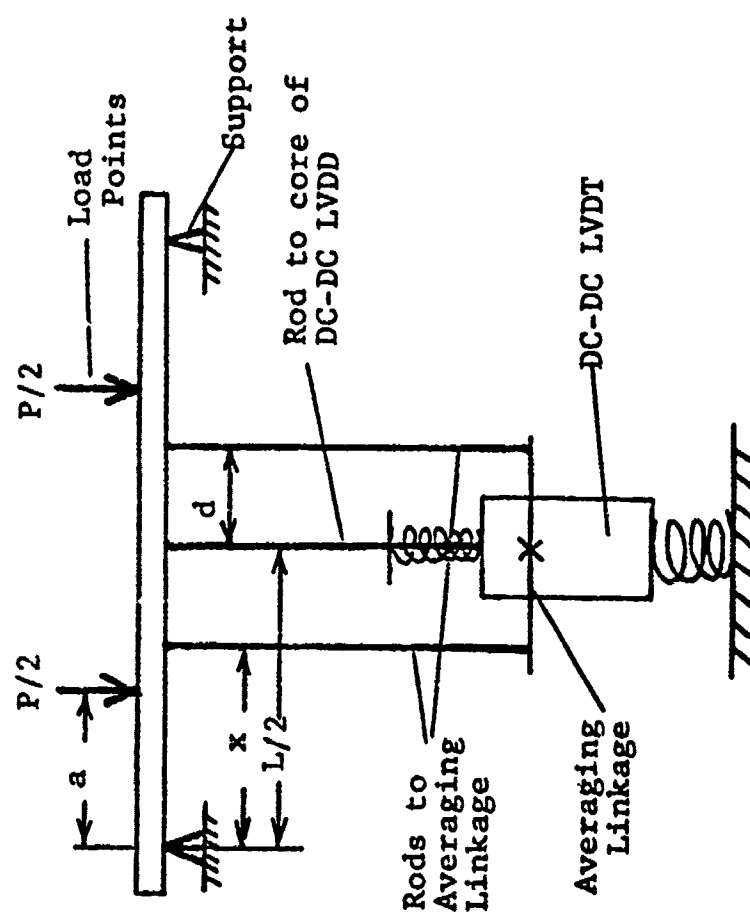 P/2
P/2
Load
Points
a
Support
x
L/2
d
Rod to core of
DC-DC LVDD
Rods to
Averaging
Linkage
Averaging
Linkage
DC-DC LVDT